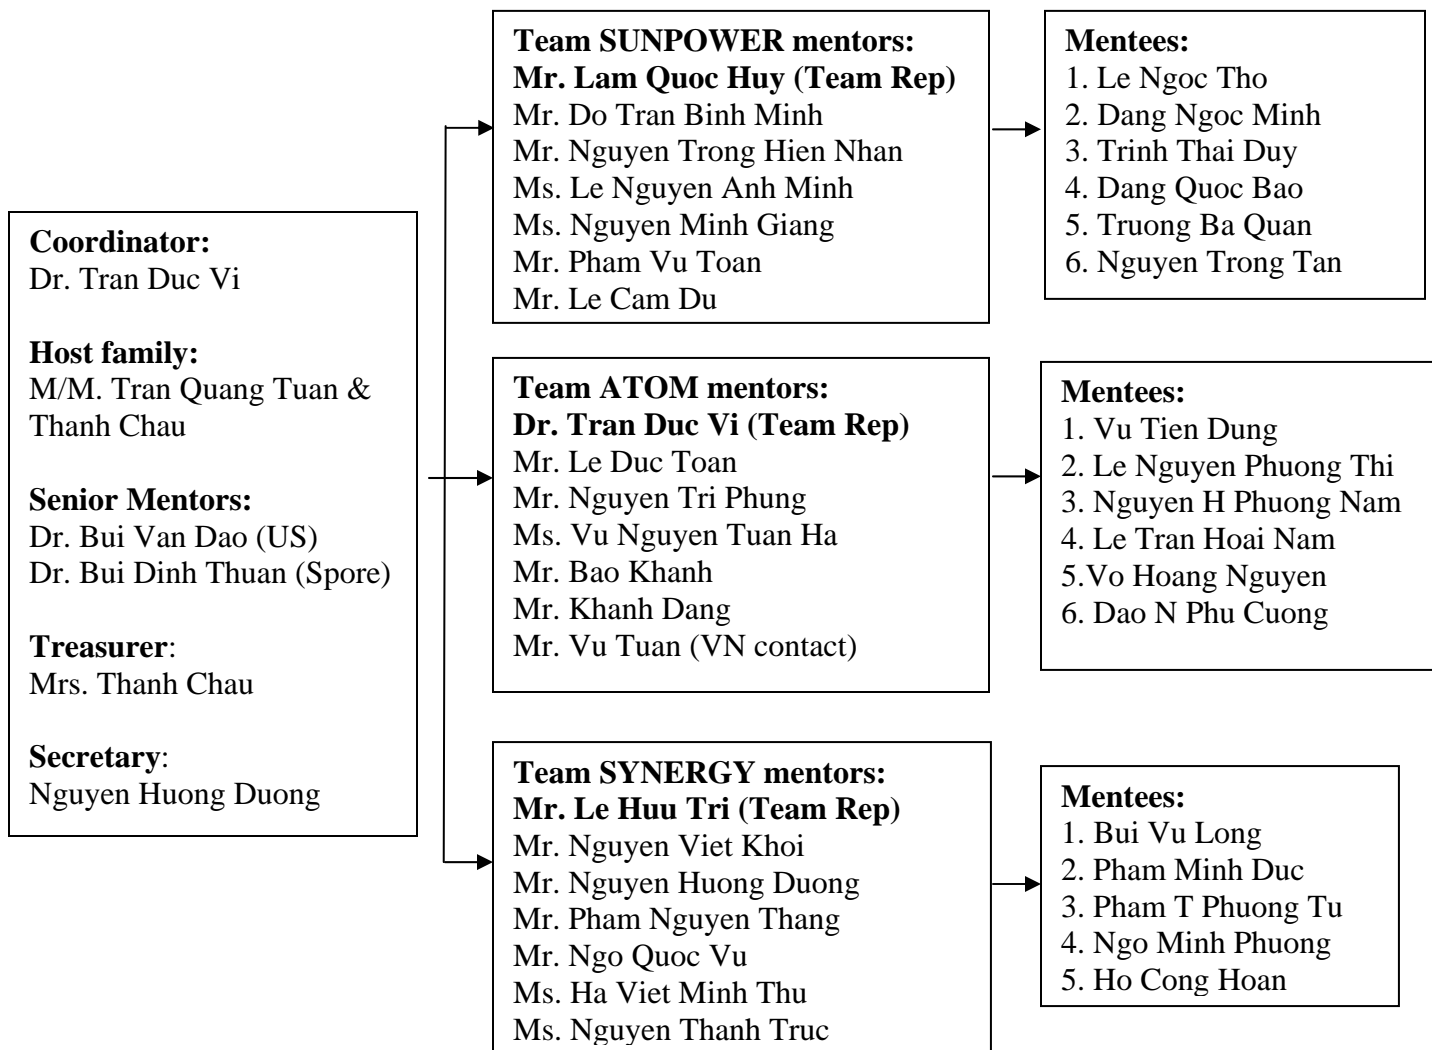 Coordinator:
Dr. Tran Duc Vi
Host family:
M/M. Tran Quang Tuan &
Thanh Chau
Senior Mentors:
Dr. Bui Van Dao (US)
Dr. Bui Dinh Thuan (Spore)
Treasurer:
Mrs. Thanh Chau
Secretary:
Nguyen Huong Duong
Team SUNPOWER mentors:
Mr. Lam Quoc Huy (Team Rep)
Mr. Do Tran Binh Minh
Mr. Nguyen Trong Hien Nhan
Ms. Le Nguyen Anh Minh
Ms. Nguyen Minh Giang
Mr. Pham Vu Toan
Mr. Le Cam Du
Mentees:
1. Le Ngoc Tho
2. Dang Ngoc Minh
3. Trinh Thai Duy
4. Dang Quoc Bao
5. Truong Ba Quan
6. Nguyen Trong Tan
Team ATOM mentors:
Dr. Tran Duc Vi (Team Rep)
Mr. Le Duc Toan
Mr. Nguyen Tri Phung
Ms. Vu Nguyen Tuan Ha
Mr. Bao Khanh
Mr. Khanh Dang
Mr. Vu Tuan (VN contact)
Mentees:
1. Vu Tien Dung
2. Le Nguyen Phuong Thi
3. Nguyen H Phuong Nam
4. Le Tran Hoai Nam
5.Vo Hoang Nguyen
6. Dao N Phu Cuong
Team SYNERGY mentors:
Mr. Le Huu Tri (Team Rep)
Mr. Nguyen Viet Khoi
Mr. Nguyen Huong Duong
Mr. Pham Nguyen Thang
Mr. Ngo Quoc Vu
Ms. Ha Viet Minh Thu
Ms. Nguyen Thanh Truc
Mentees:
1. Bui Vu Long
2. Pham Minh Duc
3. Pham T Phuong Tu
4. Ngo Minh Phuong
5. Ho Cong Hoan